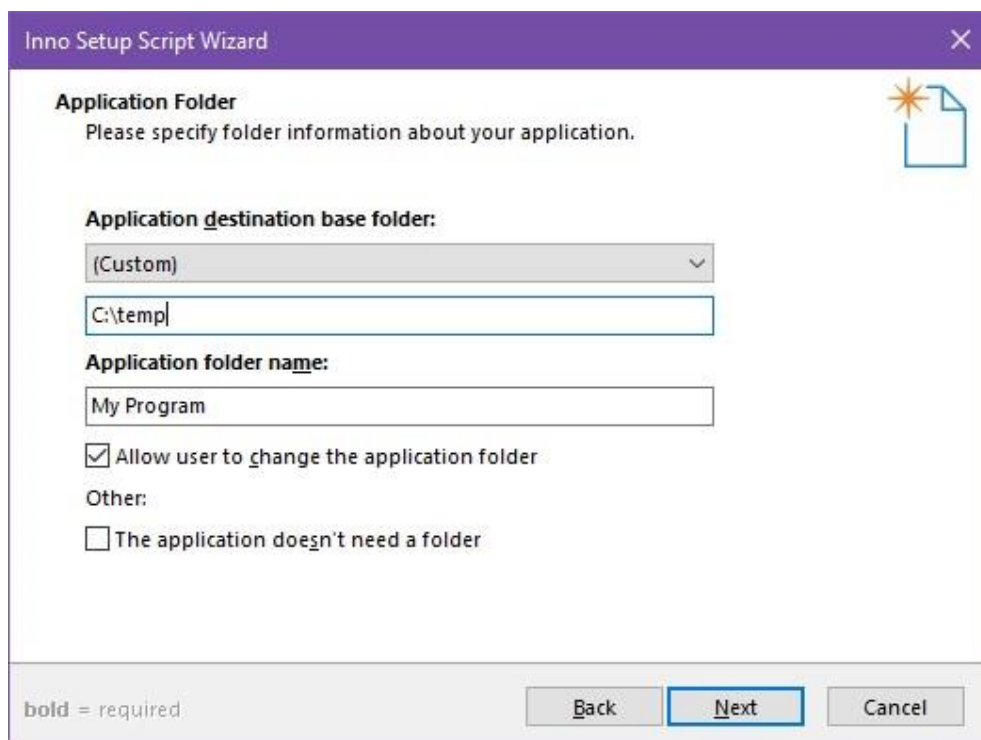 Inno Setup Script Wizard
Application Folder
Please specify folder information about your application.
Application destination base folder:
(Custom)
C:\temp
Application folder name:
My Program
Allow user to change the application folder
Other:
The application doesn't need a folder
bold = required
Back
Next
Cancel